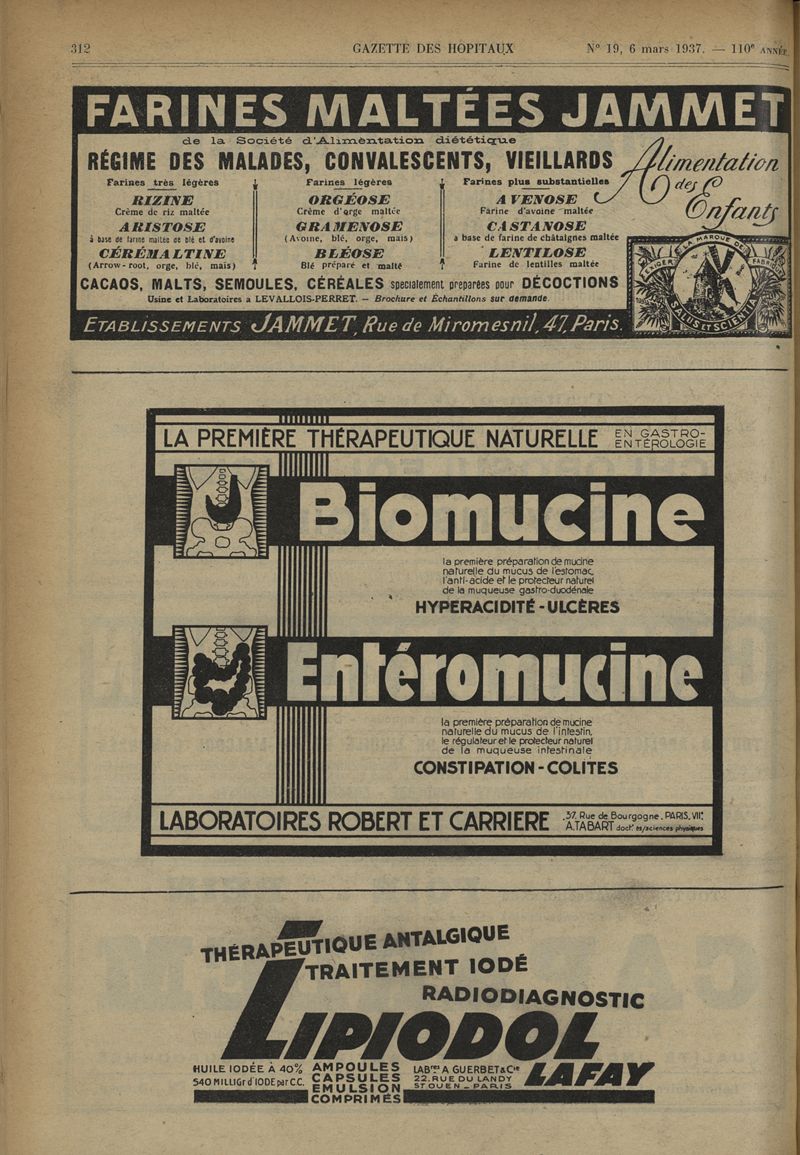 312 GAZETTE DES HOPITAUX N° 19, 6 mars 1937. — 110e ANNÉE
FARINES MALTÉES JAMMET
de la Société d'Alimentation diététique
RÉGIME DES MALADES, CONVALESCENTS, VIEILLARDS
Alimentation
des
Enfants
Farines très légères
RIZINE
Crème de riz maltée
ARISTOSE
à base de farine maltée de blé et d'avoine
CÉRÉMALTINE
(Arrow-root, orge, blé, maïs)
Farines légères
ORGÉOSE
Crème d'orge maltée
GRAMENOSE
(Avoine, blé, orge, maïs)
BLÉOSE
Blé préparé et malté
Farines plus substantielles
AVENOSE
Farine d'avoine maltée
CASTANOSE
a base de farine de châtaignes maltée
LENTILOSE
Farine de lentilles maltée
EXIGER LA MARQUE DE FABRIQUE
SALUS ET SCIENTIA
CACAOS, MALTS, SEMOULES, CÉRÉALES specialement preparées pour DÉCOCTIONS
Usine et Laboratoires a LEVALLOIS-PERRET. — Brochure et Échantillons sur demande.
ETABLISSEMENTS JAMMET, Rue de Miromesnil, 47, Paris.
LA PREMIÈRE THÉRAPEUTIQUE NATURELLE EN GASTRO-
ENTÉROLOGIE
Biomucine
la première préparation de mucine
naturelle du mucus de l'estomac,
l'anti-acide et le protecteur naturel
de la muqueuse gastro-duodénale
HYPERACIDITÉ - ULCÈRES
Entéromucine
la première préparation de mucine
naturelle du mucus de l'intestin,
le régulateur et le protecteur naturel
de la muqueuse intestinale
CONSTIPATION - COLITES
LABORATOIRES ROBERT ET CARRIERE .37, Rue de Bourgogne. PARIS. VIIe
A.TABART doctr es/sciences physiques
THÉRAPEUTIQUE ANTALGIQUE
TRAITEMENT IODÉ
RADIODIAGNOSTIC
LIPIODOL
LAFAY
HUILE IODÉE À 40%
540 MILLIGr d'IODE par C.C.
AMPOULES
CAPSULES
EMULSION
COMPRIMÉS
LABres A GUERBET & Cie
22. RUE DU LANDY
ST OUEN - PARIS